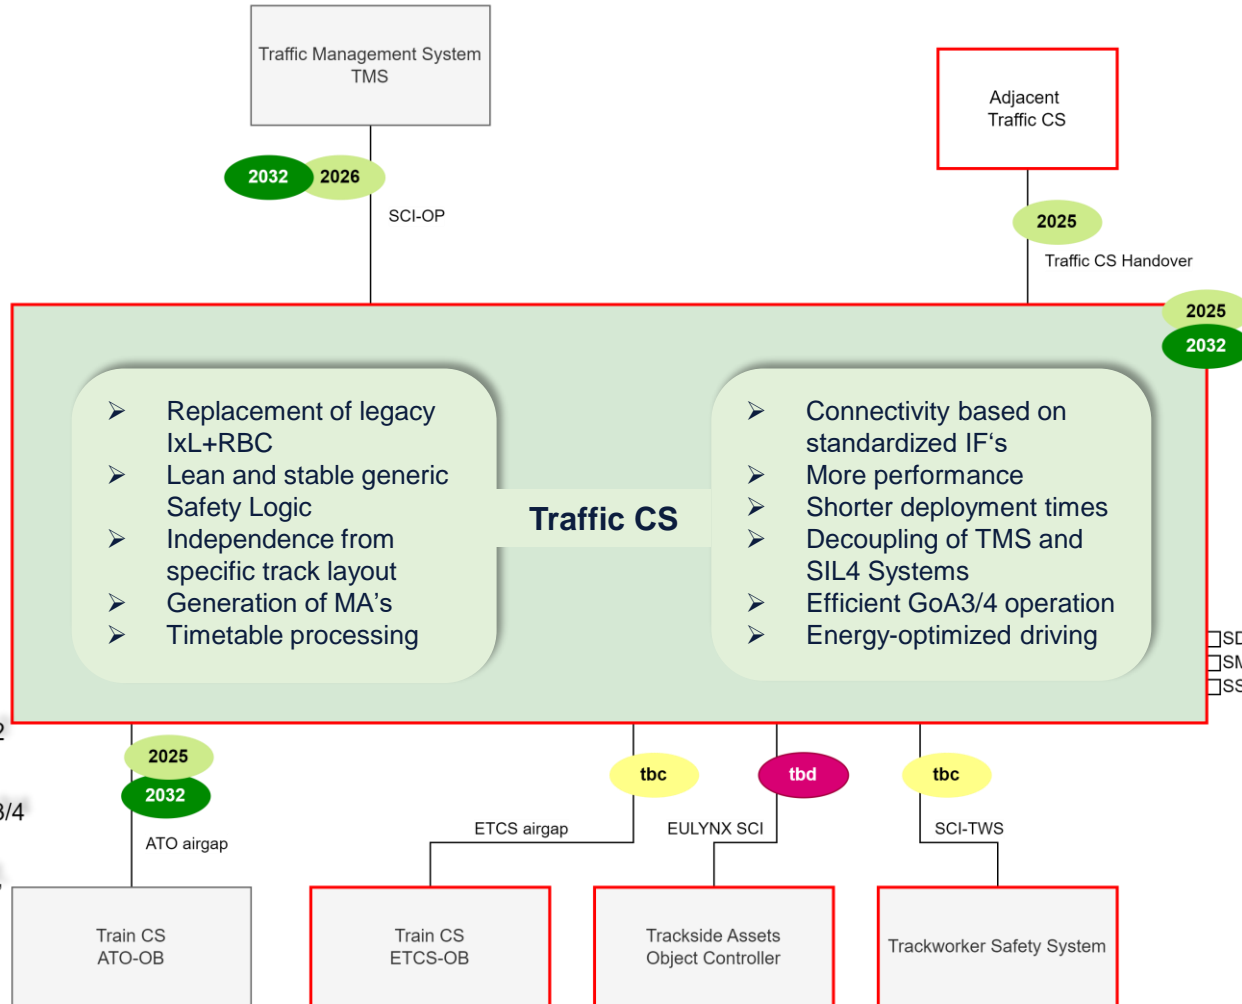 Traffic Management System
TMS
Adjacent
Traffic CS
2032
2026
SCI-OP
2025
Traffic CS Handover
2025
2032
➢ Replacement of legacy
IxL+RBC
➢ Lean and stable generic
Safety Logic
➢ Independence from
specific track layout
➢ Generation of MA's
➢ Timetable processing
Traffic CS
➢ Connectivity based on
standardized IF‘s
➢ More performance
➢ Shorter deployment times
➢ Decoupling of TMS and
SIL4 Systems
➢ Efficient GoA3/4 operation
➢ Energy-optimized driving
2025
2032
ATO airgap
tbc
ETCS airgap
tbd
EULYNX SCI
tbc
SCI-TWS
3/4
Train CS
ATO-OB
Train CS
ETCS-OB
Trackside Assets
Object Controller
Trackworker Safety System